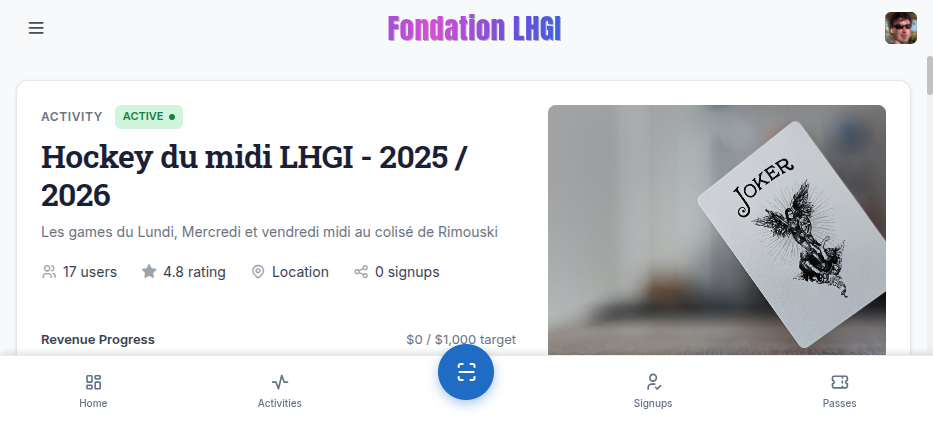 Fondation LHGI
ACTIVITY
ACTIVE
Hockey du midi LHGI - 2025 /
2026
Les games du Lundi, Mercredi et vendredi midi au colisé de Rimouski
17 users
4.8 rating
Location
0 signups
JOKER
Revenue Progress
$0 / $1,000 target
Home
Activities
Signups
Passes